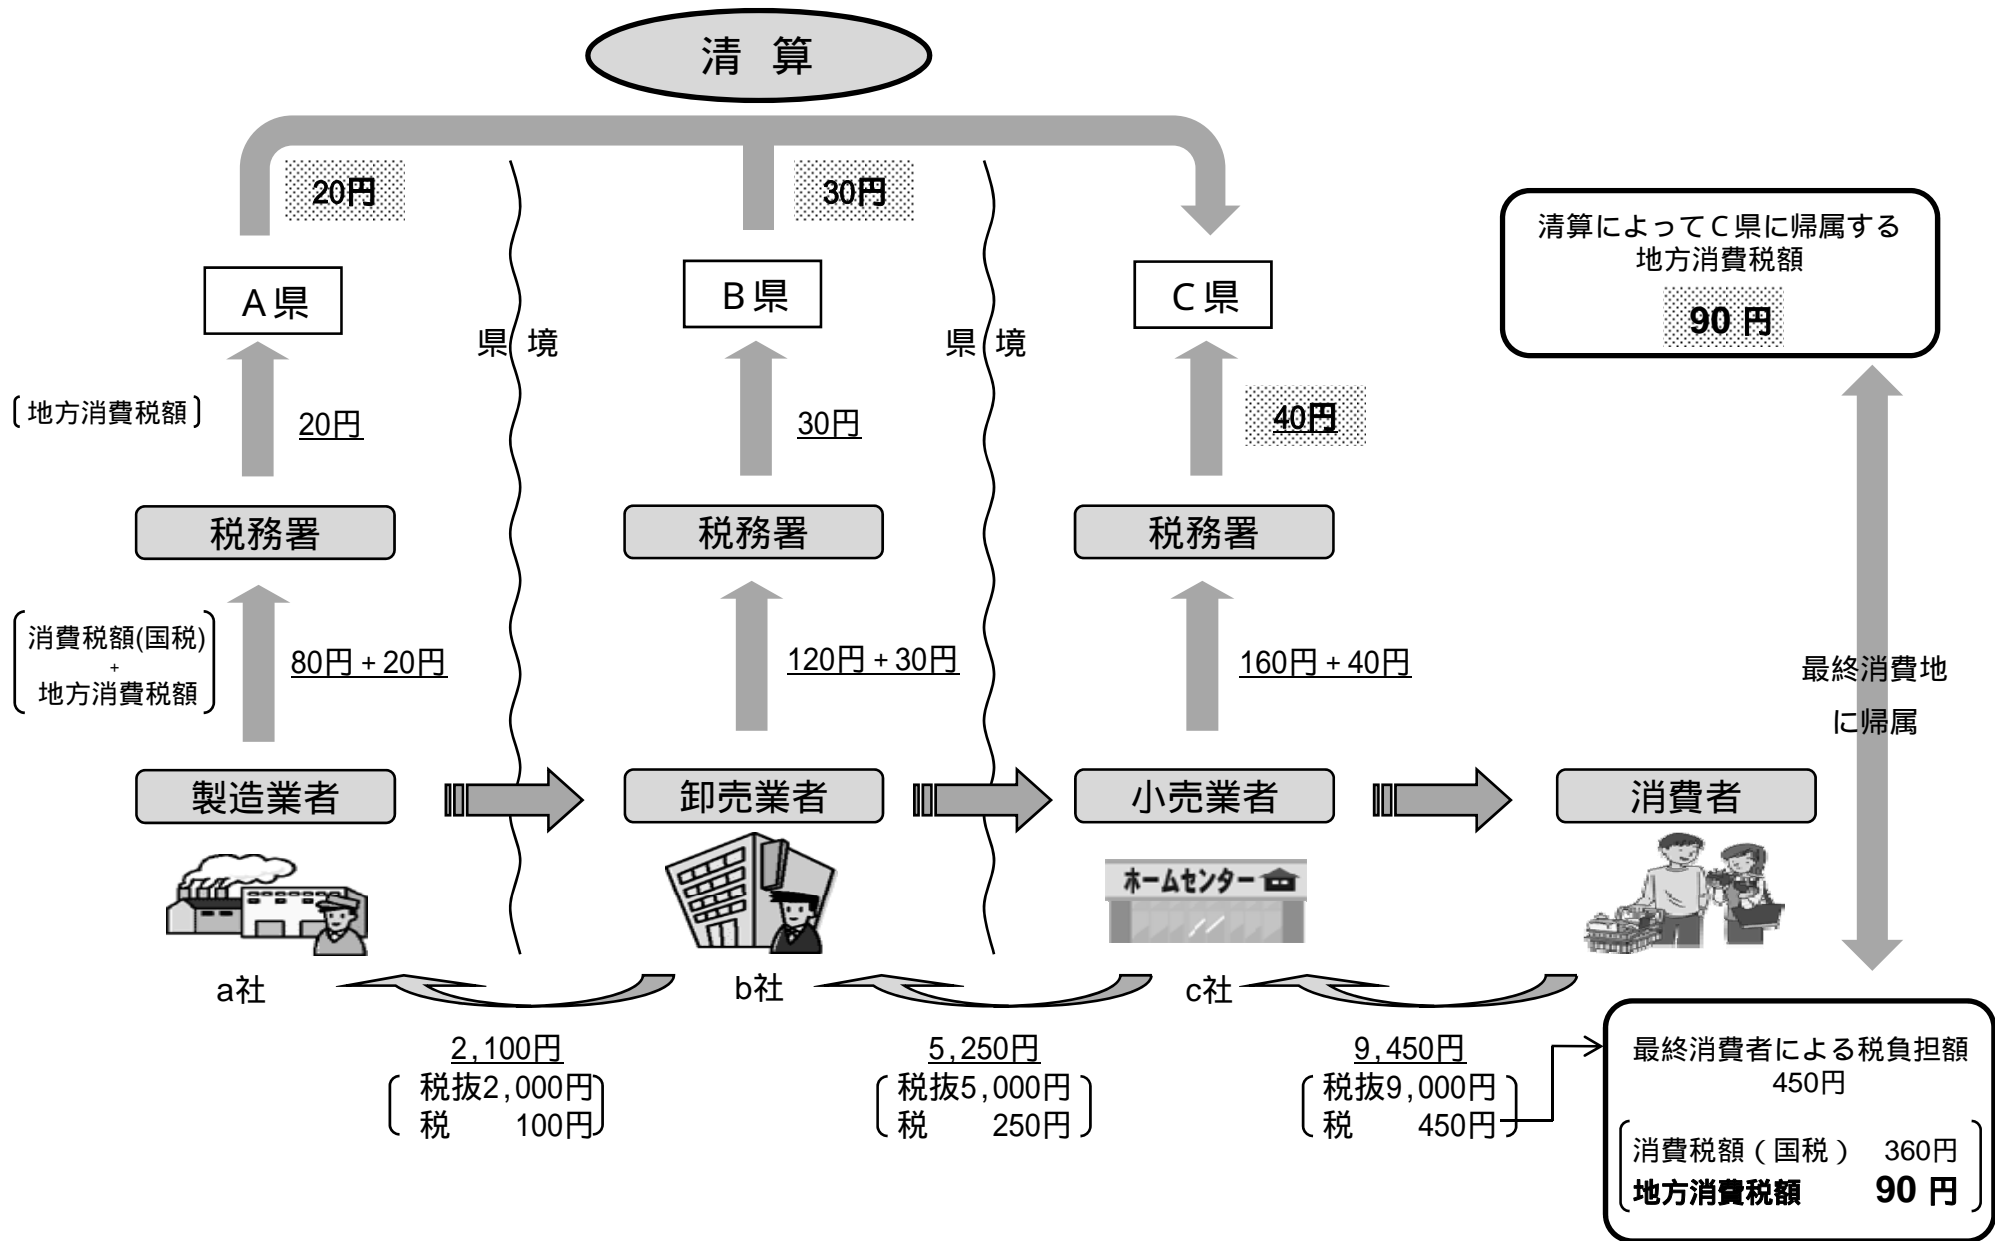 清 算
20円
30円
清算によってC県に帰属する
地方消費税額
90 円
A県
B県
C県
県 境
県 境
地方消費税額
20円
30円
40円
税務署
税務署
税務署
消費税額(国税)
+
地方消費税額
80円 + 20円
120円 + 30円
160円 + 40円
最終消費地
に帰属
製造業者
卸売業者
小売業者
消費者
ホームセンター
a社
b社
c社
2,100円
税抜2,000円
税 100円
5,250円
税抜5,000円
税 250円
9,450円
税抜9,000円
税 450円
最終消費者による税負担額
450円
消費税額（国税） 360円
地方消費税額 90 円